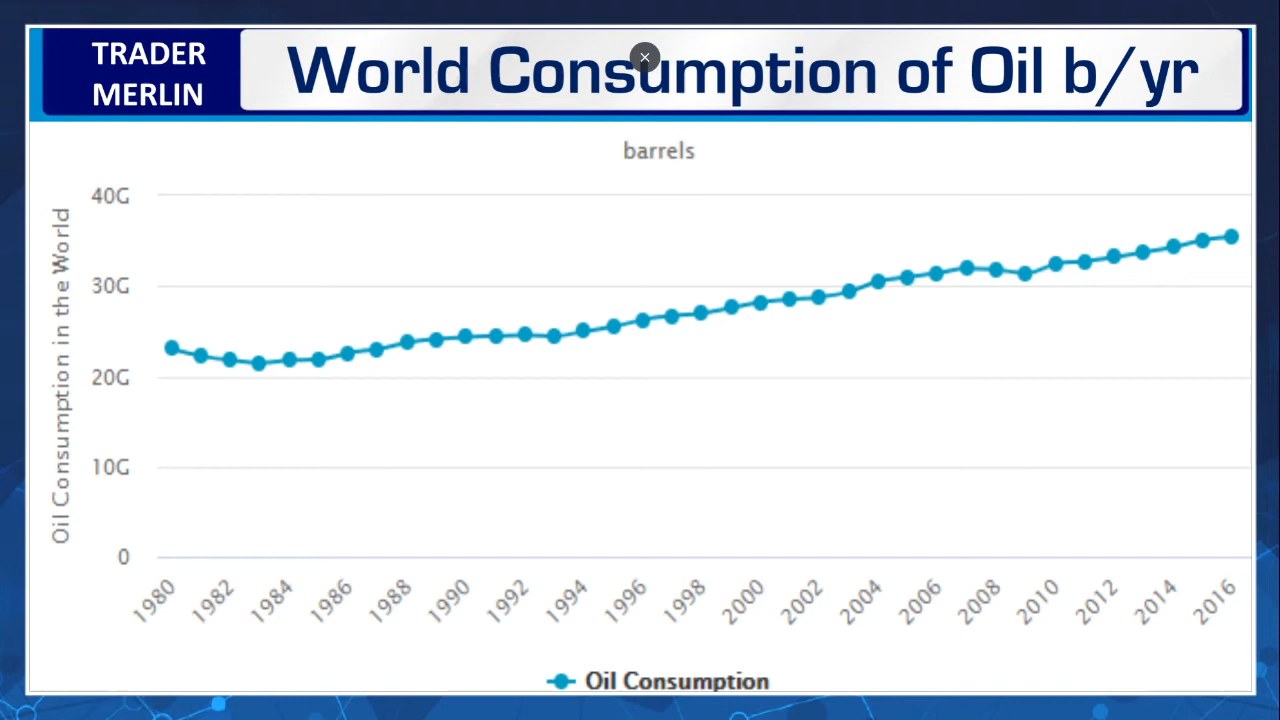 TRADER
MERLIN
World Consumption of Oil b/yr
barrels
Oil Consumption in the World
40G
30G
20G
10G
0
1980
1982
1984
1986
1988
1990
1992
1994
1996
1998
2000
2002
2004
2006
2008
2010
2012
2014
2016
Oil Consumption